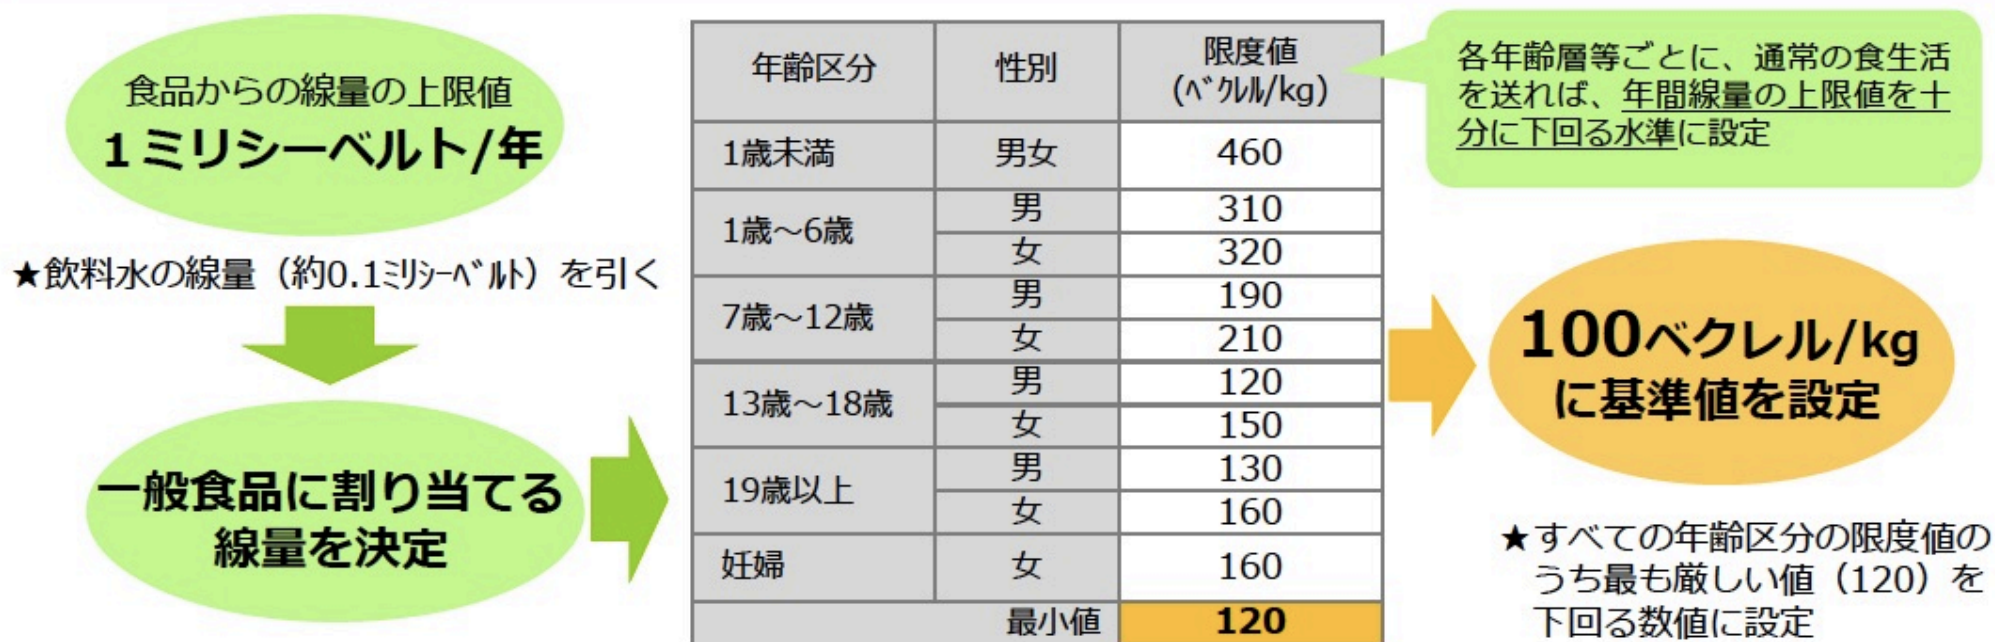 食品からの線量の上限値
1ミリシーベルト/年
★飲料水の線量（約0.1ﾐﾘｼｰﾍﾞﾙﾄ）を引く
一般食品に割り当てる
線量を決定
年齢区分 性別 限度値
(ﾍﾞｸﾚﾙ/kg)
1歳未満 男女 460
1歳～6歳 男 310
女 320
7歳～12歳 男 190
女 210
13歳～18歳 男 120
女 150
19歳以上 男 130
女 160
妊婦 女 160
最小値 120
各年齢層等ごとに、通常の食生活
を送れば、年間線量の上限値を十
分に下回る水準に設定
100ベクレル/kg
に基準値を設定
★すべての年齢区分の限度値の
うち最も厳しい値（120）を
下回る数値に設定